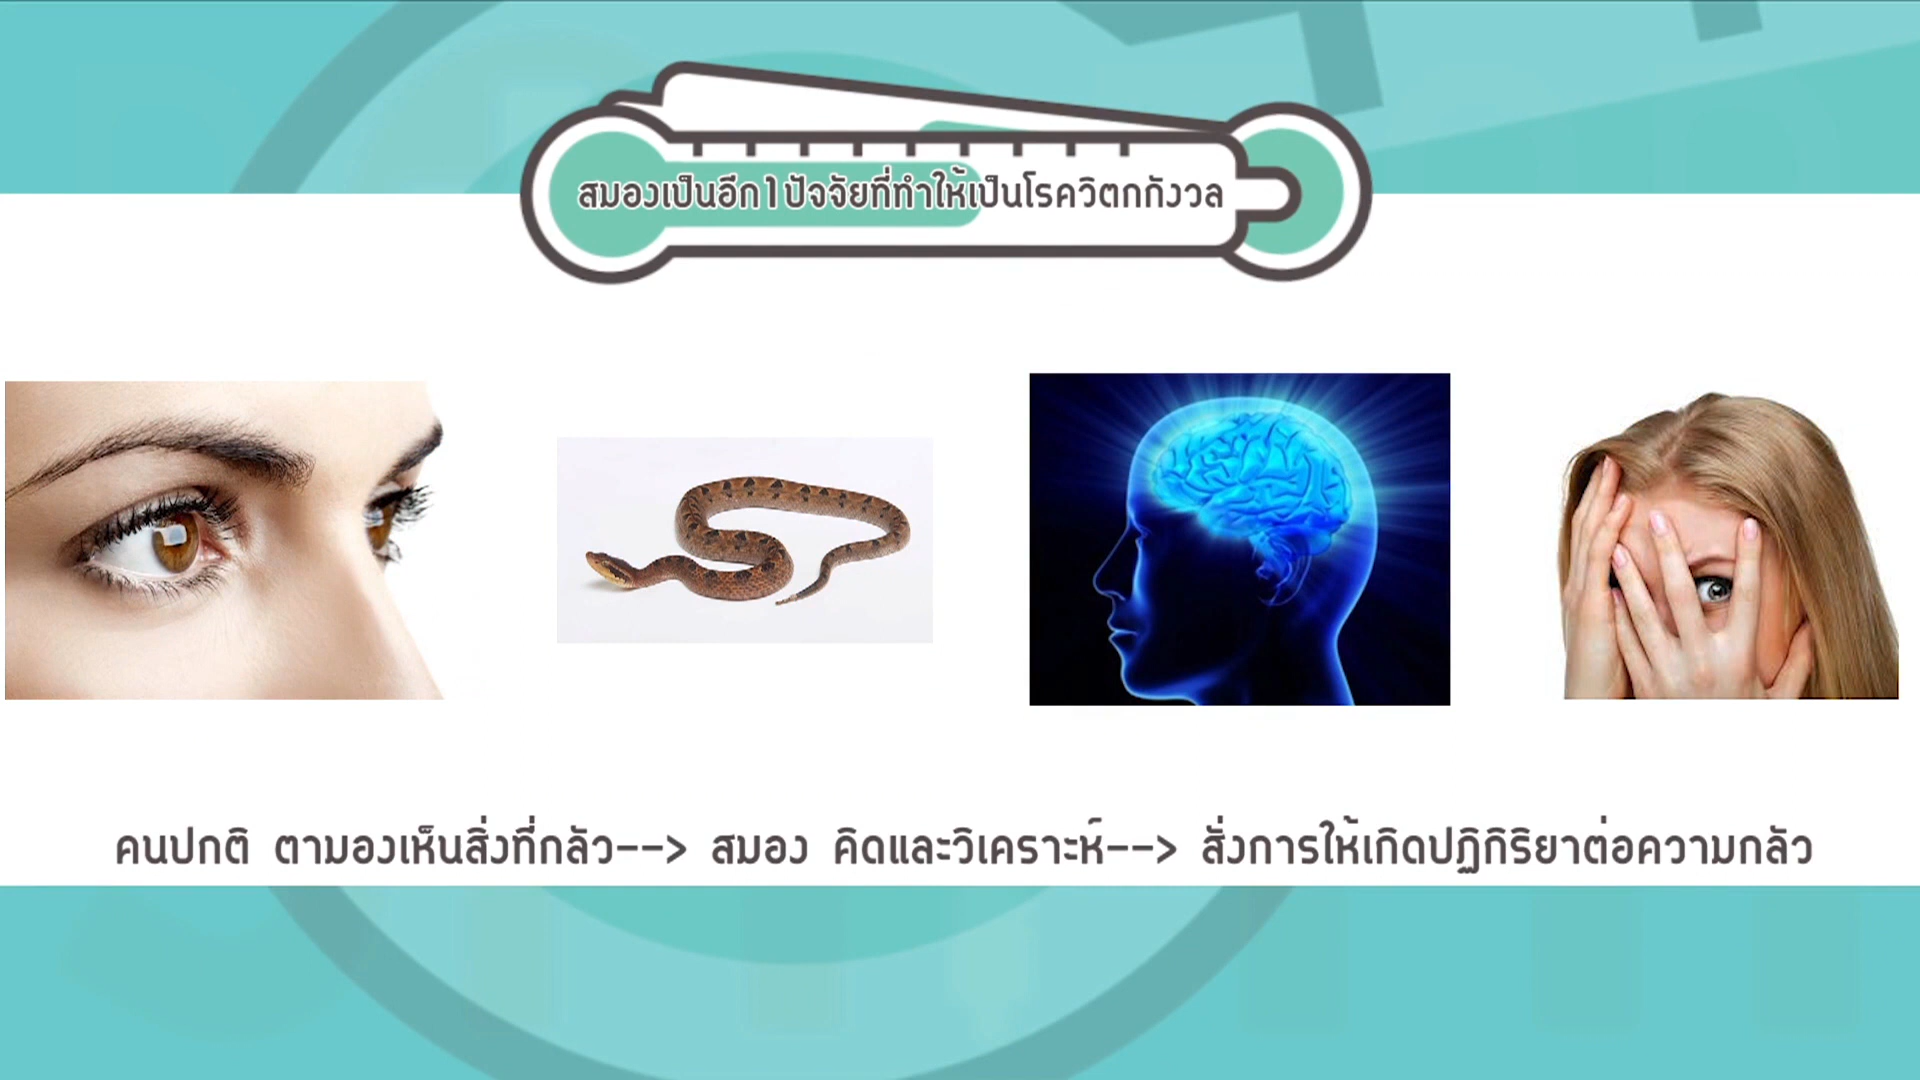 สมองเป็นอีก 1 ปัจจัยที่ทำให้เป็นโรควิตกกังวล
คนปกติ ตามองเห็นสิ่งที่กลัว--> สมอง คิดและวิเคราะห์--> สั่งการให้เกิดปฏิกิริยาต่อความกลัว